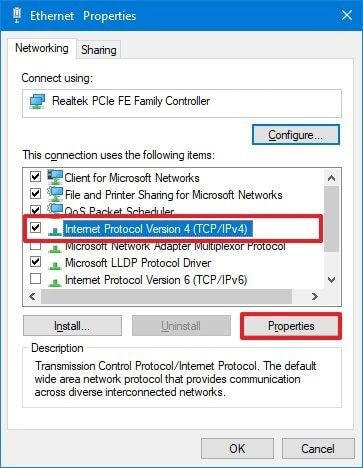 Ethernet Properties
Networking
Sharing
Connect using:
Realtek PCIe FE Family Controller
Configure...
This connection uses the following items:
Client for Microsoft Networks
File and Printer Sharing for Microsoft Networks
QoS Packet Scheduler
Internet Protocol Version 4 (TCP/IPv4)
Microsoft Network Adapter Multiplexor Protocol
Microsoft LLDP Protocol Driver
Internet Protocol Version 6 (TCP/IPv6)
Install...
Uninstall
Properties
Description
Transmission Control Protocol/Internet Protocol. The default
wide area network protocol that provides communication
across diverse interconnected networks.
OK
Cancel